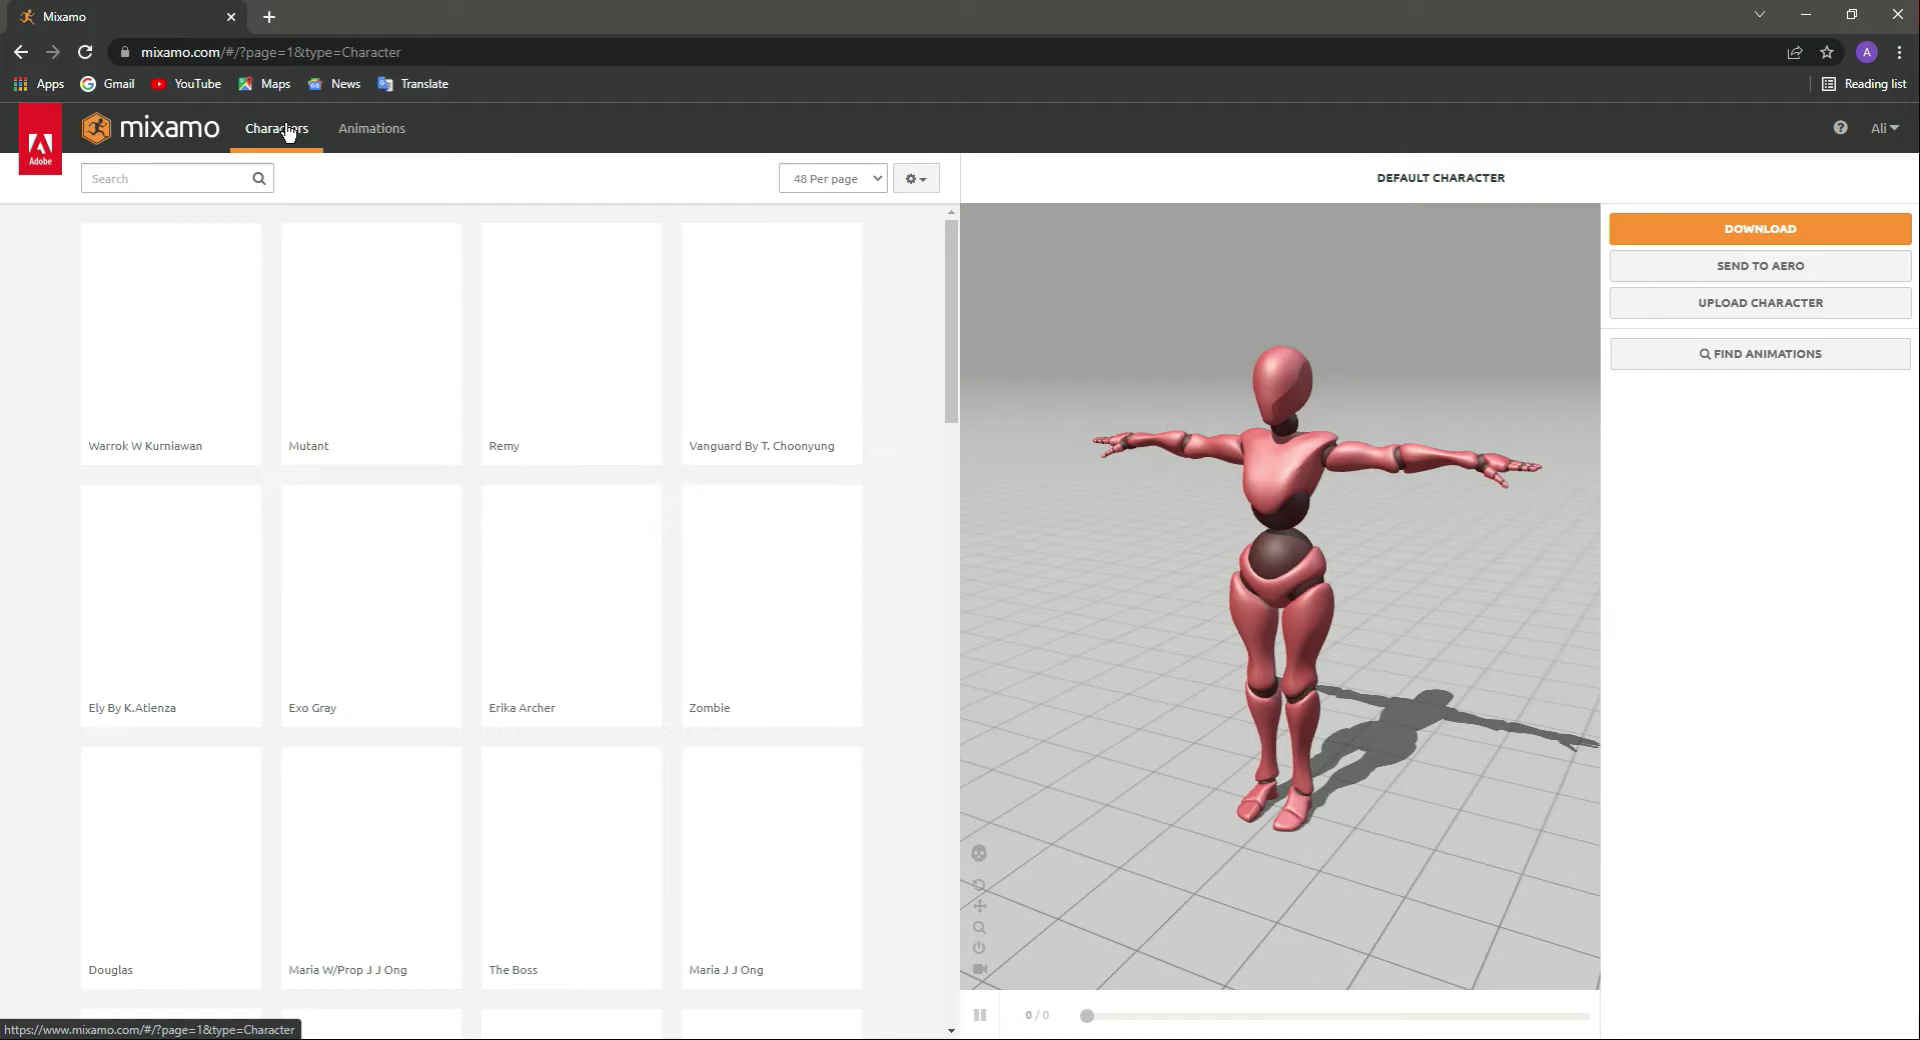 Mixamo
mixamo.com/#/?page=1&type=Character
Apps Gmail YouTube Maps News Translate
Reading list
A
Adobe
mixamo Characters Animations
Ali
Search
48 Per page
DEFAULT CHARACTER
DOWNLOAD
SEND TO AERO
UPLOAD CHARACTER
FIND ANIMATIONS
Warrok W Kurniawan
Mutant
Remy
Vanguard By T. Choonyung
Ely By K.Atienza
Exo Gray
Erika Archer
Zombie
Douglas
Maria W/Prop J J Ong
The Boss
Maria J J Ong
0 / 0
https://www.mixamo.com/#/?page=1&type=Character